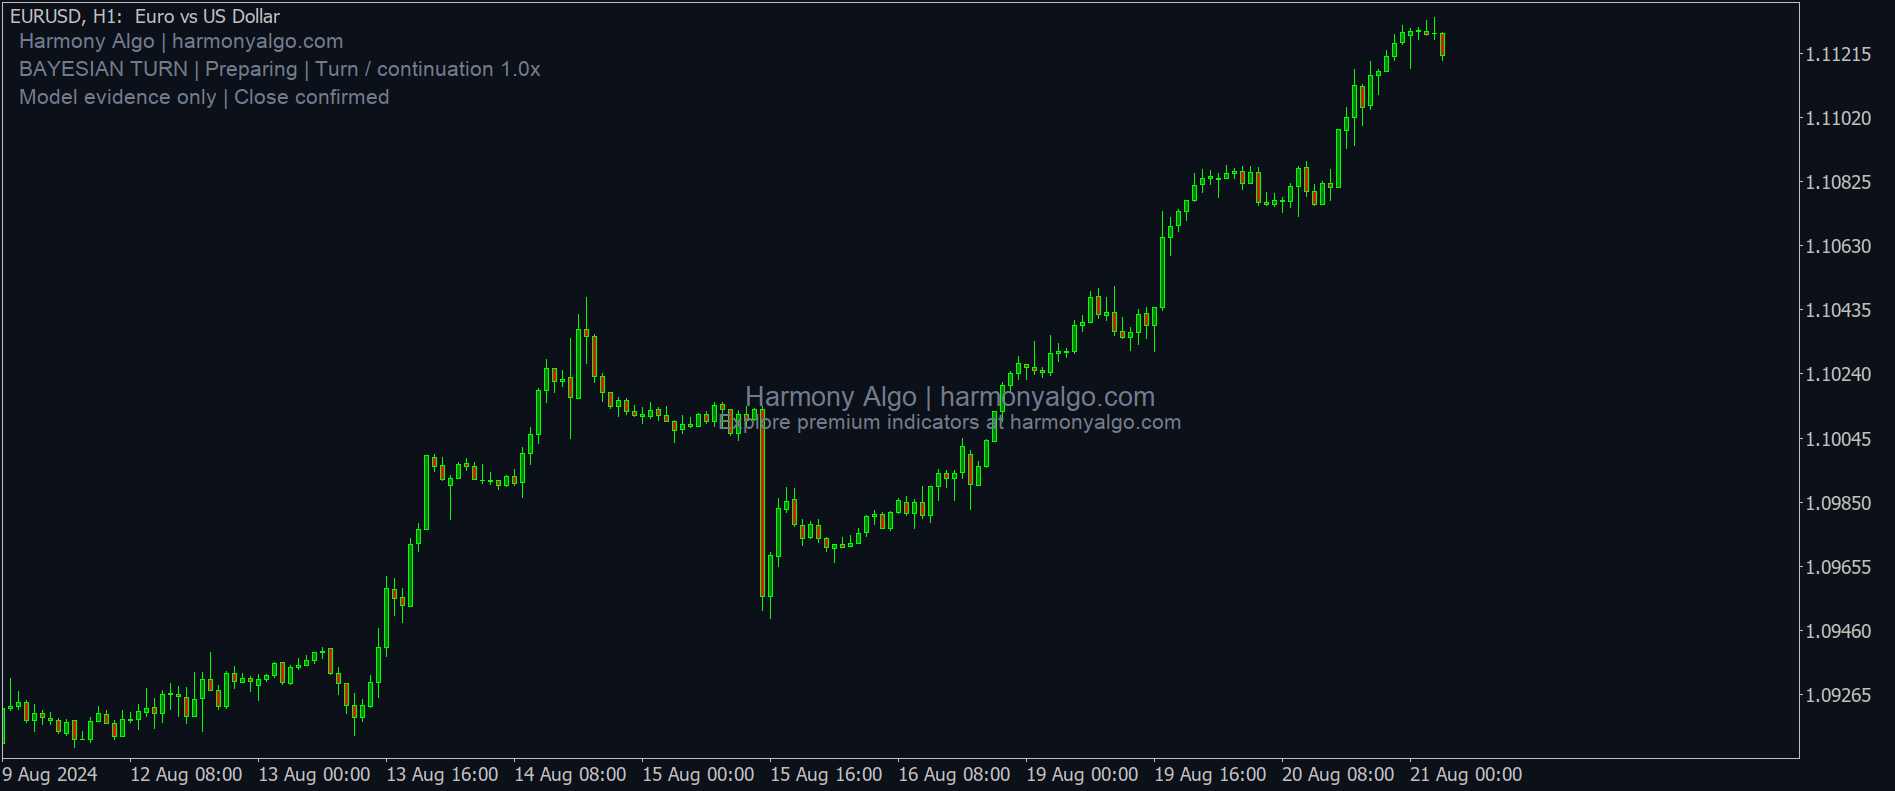 EURUSD, H1:  Euro vs US Dollar
Harmony Algo | harmonyalgo.com
BAYESIAN TURN | Preparing | Turn / continuation 1.0x
Model evidence only | Close confirmed
1.11215
1.11020
1.10825
1.10630
1.10435
1.10240
Harmony Algo | harmonyalgo.com
Explore premium indicators at harmonyalgo.com
1.10045
1.09850
1.09655
1.09460
1.09265
9 Aug 2024 12 Aug 08:00 13 Aug 00:00 13 Aug 16:00 14 Aug 08:00 15 Aug 00:00 15 Aug 16:00 16 Aug 08:00 19 Aug 00:00 19 Aug 16:00 20 Aug 08:00 21 Aug 00:00